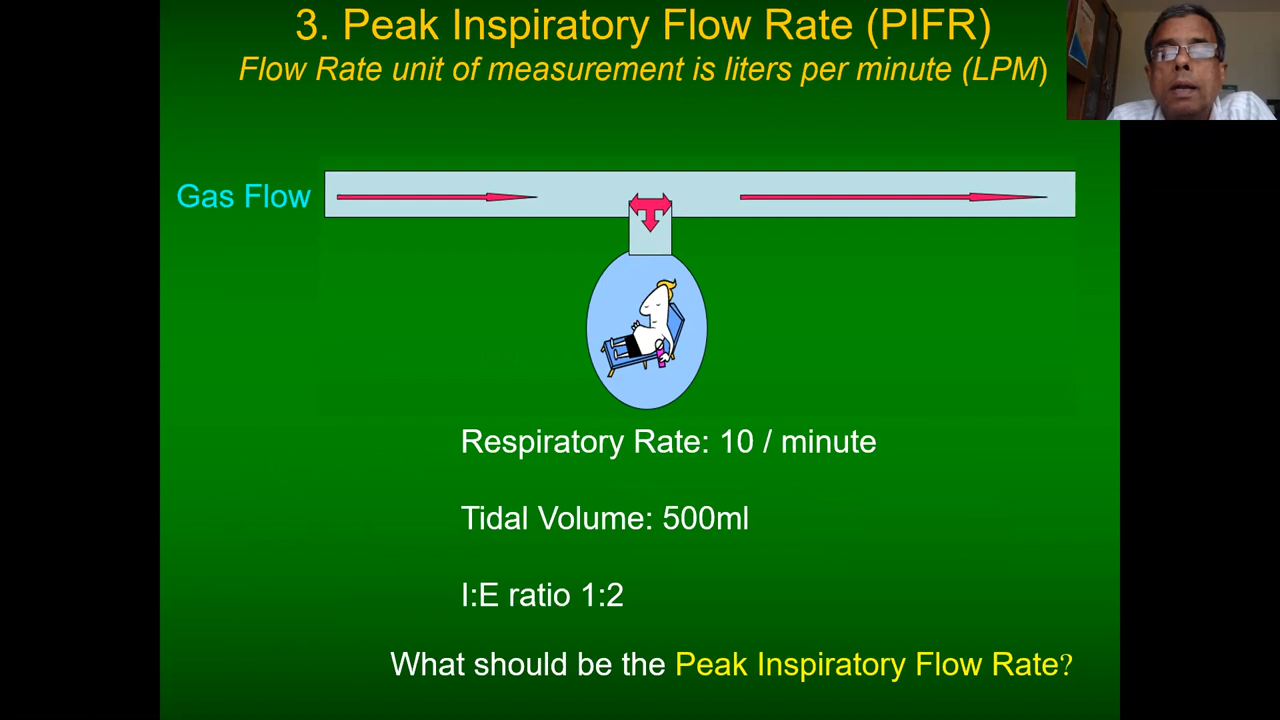 3. Peak Inspiratory Flow Rate (PIFR)
Flow Rate unit of measurement is liters per minute (LPM)
Gas Flow
Respiratory Rate: 10 / minute
Tidal Volume: 500ml
I:E ratio 1:2
What should be the Peak Inspiratory Flow Rate?